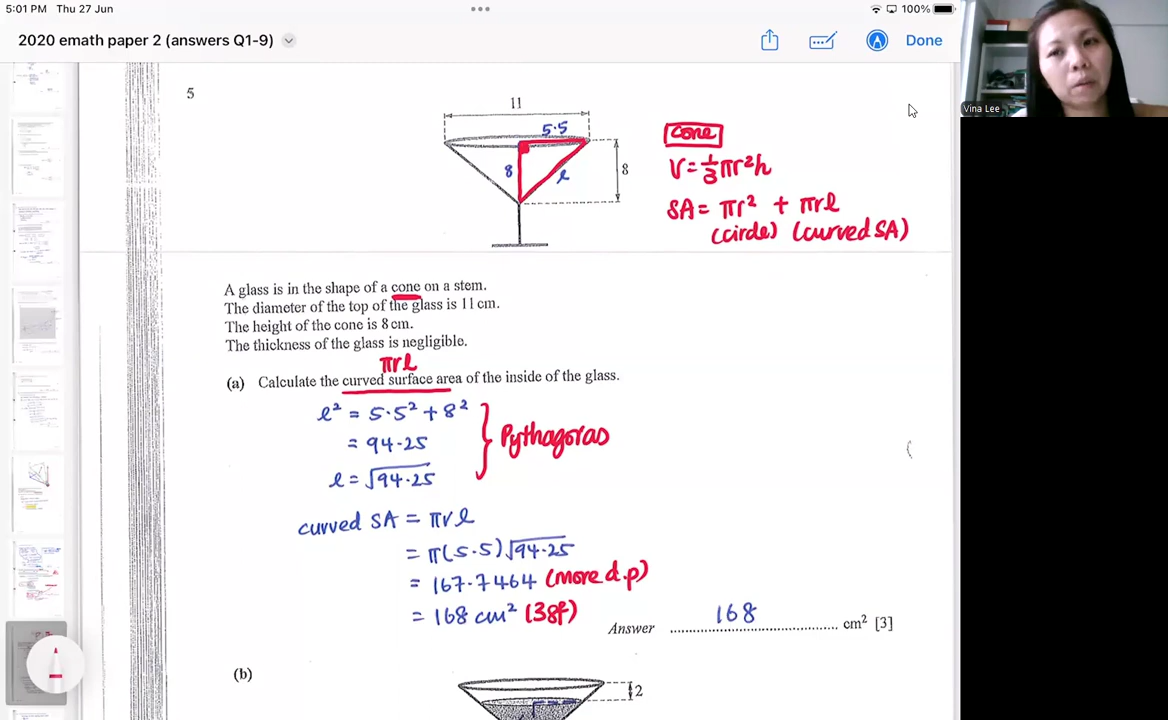 5:01 PM Thu 27 Jun
100%
2020 emath paper 2 (answers Q1-9)
Done
Vina Lee
5
11
5.5
8
l
8
Cone
V = 1/3 πr²h
SA = πr² + πrl
(circle) (curved SA)
A glass is in the shape of a cone on a stem.
The diameter of the top of the glass is 11 cm.
The height of the cone is 8 cm.
The thickness of the glass is negligible.
πrl
(a) Calculate the curved surface area of the inside of the glass.
l² = 5.5² + 8²
= 94.25
l = √94.25
Pythagoras
curved SA = πrl
= π(5.5)√94.25
= 167.7464 (more d.p)
= 168 cm² (3sf)
Answer 168 cm² [3]
(b)
2